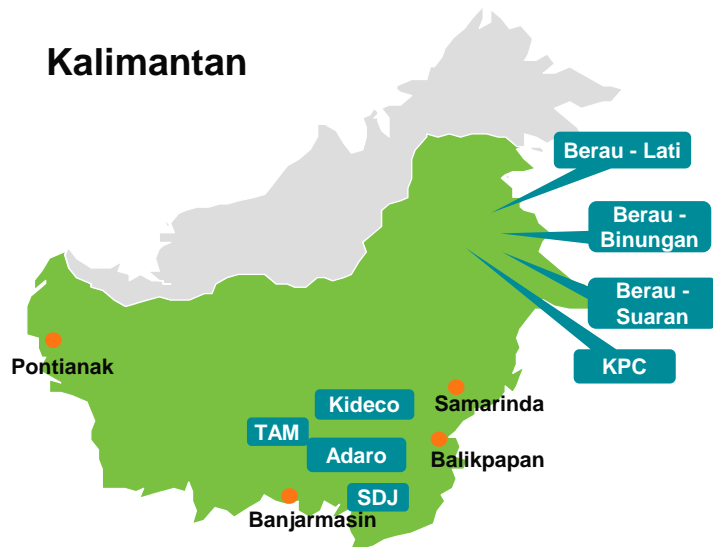 Kalimantan
Berau - Lati
Berau -
Binungan
Berau -
Suaran
KPC
Pontianak
Kideco
Samarinda
TAM
Adaro
Balikpapan
SDJ
Banjarmasin